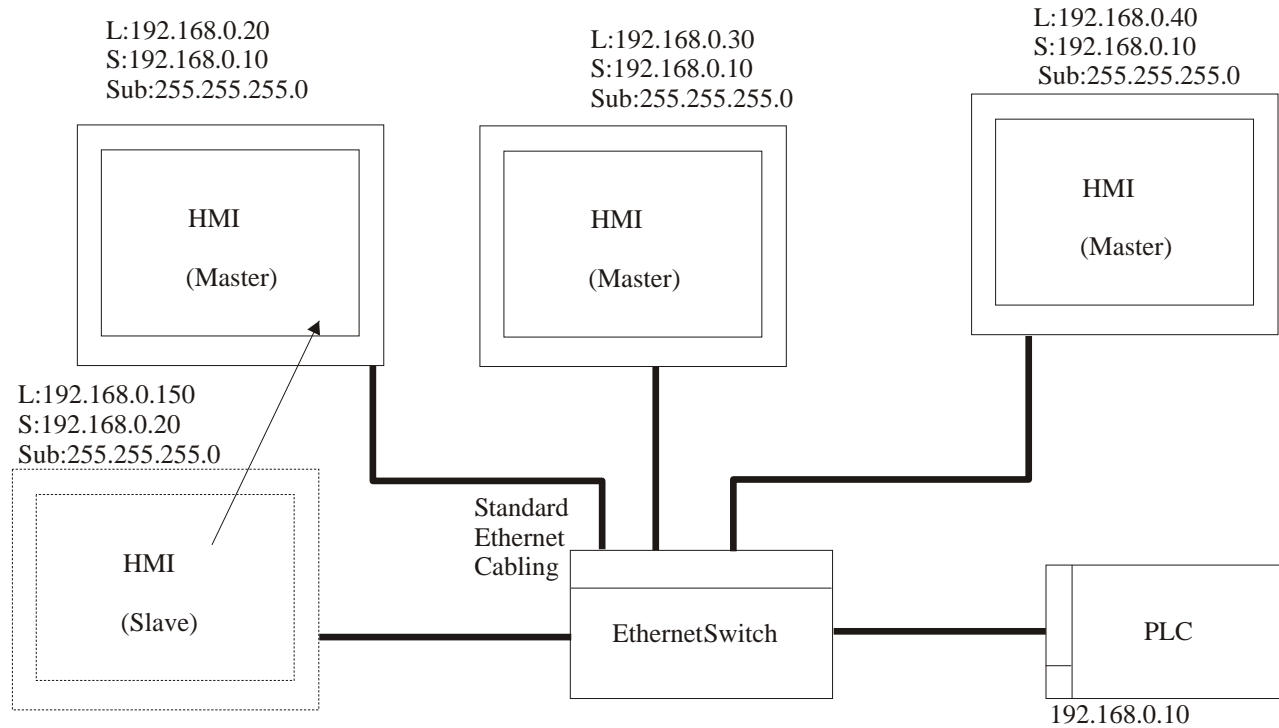 L:192.168.0.20
S:192.168.0.10
Sub:255.255.255.0
HMI
(Master)
L:192.168.0.30
S:192.168.0.10
Sub:255.255.255.0
HMI
(Master)
L:192.168.0.40
S:192.168.0.10
Sub:255.255.255.0
HMI
(Master)
L:192.168.0.150
S:192.168.0.20
Sub:255.255.255.0
HMI
(Slave)
Standard
Ethernet
Cabling
EthernetSwitch
PLC
192.168.0.10